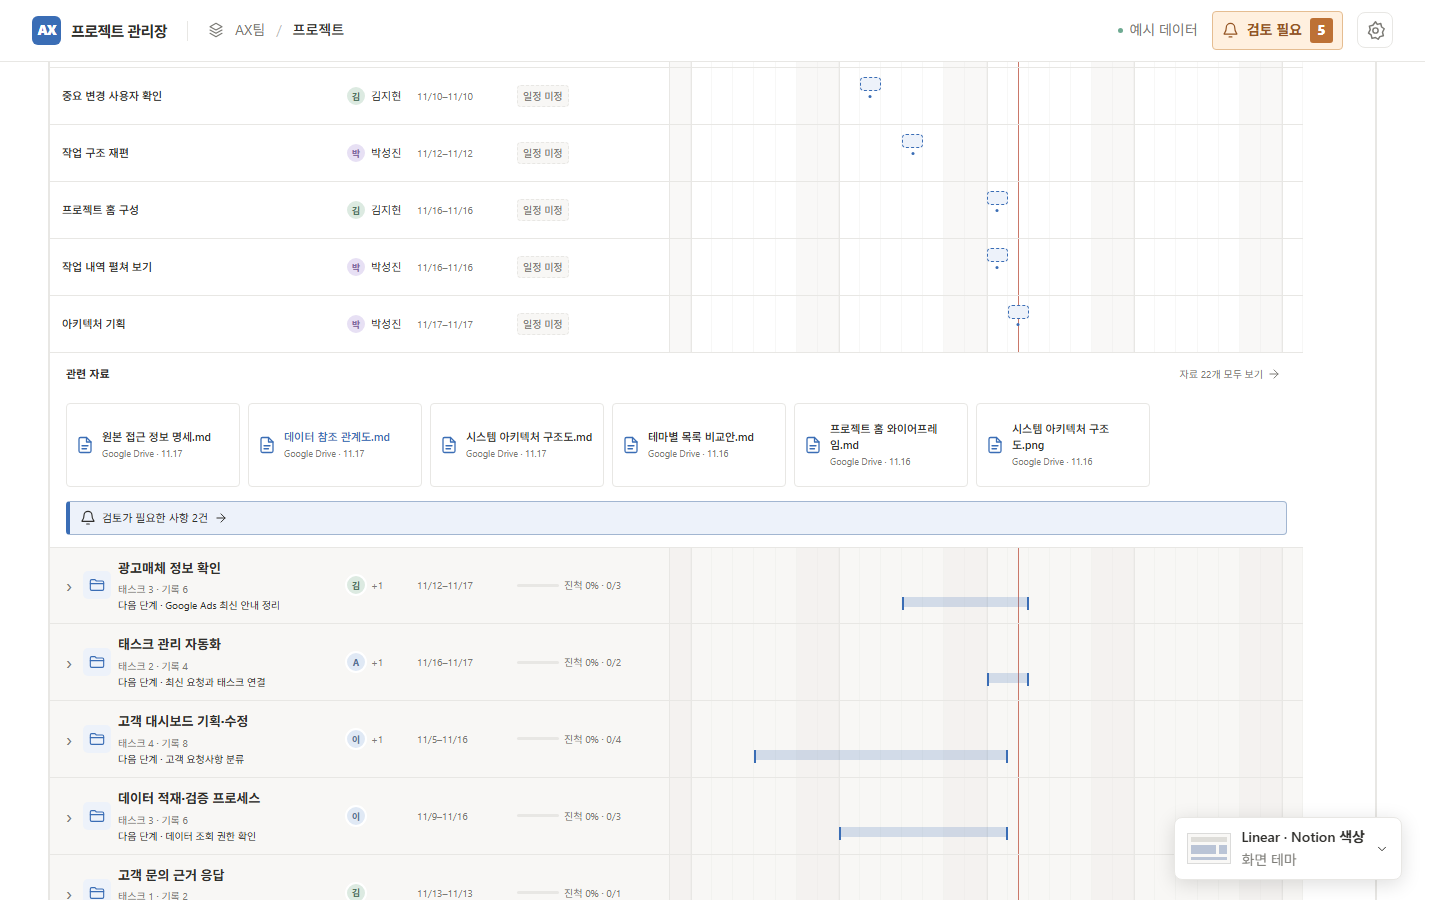 AX 프로젝트 관리장 AX팀 / 프로젝트 예시 데이터 검토 필요 5
중요 변경 사용자 확인 김 김지현 11/10–11/10 일정 미정
작업 구조 재편 박 박성진 11/12–11/12 일정 미정
프로젝트 홈 구성 김 김지현 11/16–11/16 일정 미정
작업 내역 펼쳐 보기 박 박성진 11/16–11/16 일정 미정
아키텍처 기획 박 박성진 11/17–11/17 일정 미정
관련 자료 자료 22개 모두 보기 →
원본 접근 정보 명세.md
Google Drive · 11.17
데이터 참조 관계도.md
Google Drive · 11.17
시스템 아키텍처 구조도.md
Google Drive · 11.17
테마별 목록 비교안.md
Google Drive · 11.16
프로젝트 홈 와이어프레
임.md
Google Drive · 11.16
시스템 아키텍처 구조
도.png
Google Drive · 11.16
검토가 필요한 사항 2건 →
광고매체 정보 확인
태스크 3 · 기록 6
다음 단계 · Google Ads 최신 안내 정리
김 +1 11/12–11/17 진척 0% · 0/3
태스크 관리 자동화
태스크 2 · 기록 4
다음 단계 · 최신 요청과 태스크 연결
A +1 11/16–11/17 진척 0% · 0/2
고객 대시보드 기획·수정
태스크 4 · 기록 8
다음 단계 · 고객 요청사항 분류
이 +1 11/5–11/16 진척 0% · 0/4
데이터 적재·검증 프로세스
태스크 3 · 기록 6
다음 단계 · 데이터 조회 권한 확인
이 11/9–11/16 진척 0% · 0/3
고객 문의 근거 응답
태스크 1 · 기록 2
김 11/13–11/13 진척 0% · 0/1
Linear · Notion 색상
화면 테마